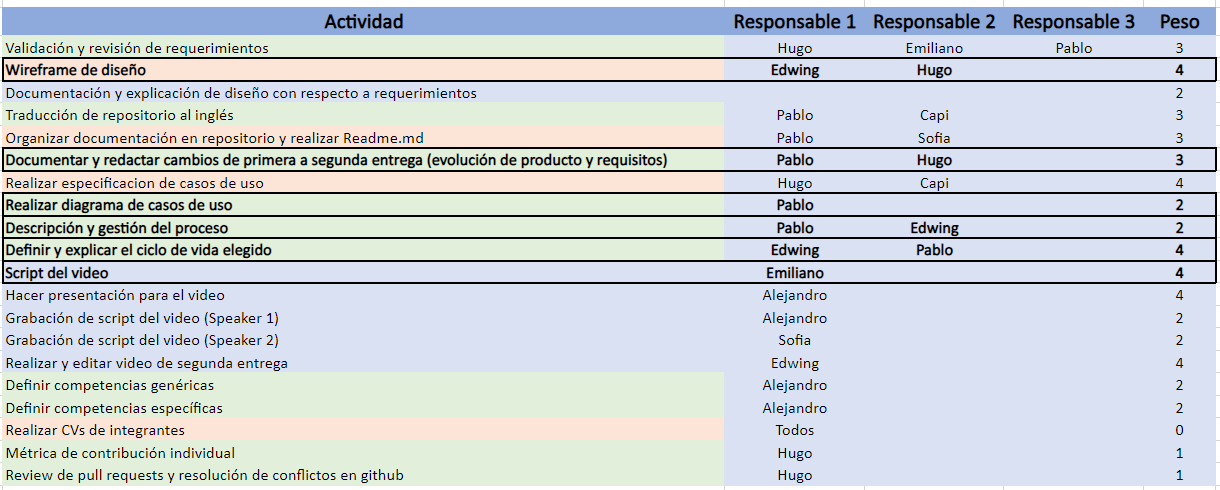 Actividad Responsable 1 Responsable 2 Responsable 3 Peso
Validación y revisión de requerimientos Hugo Emiliano Pablo 3
Wireframe de diseño Edwing Hugo 4
Documentación y explicación de diseño con respecto a requerimientos 2
Traducción de repositorio al inglés Pablo Capi 3
Organizar documentación en repositorio y realizar Readme.md Pablo Sofia 3
Documentar y redactar cambios de primera a segunda entrega (evolución de producto y requisitos) Pablo Hugo 3
Realizar especificacion de casos de uso Hugo Capi 4
Realizar diagrama de casos de uso Pablo 2
Descripción y gestión del proceso Pablo Edwing 2
Definir y explicar el ciclo de vida elegido Edwing Pablo 4
Script del video Emiliano 4
Hacer presentación para el video Alejandro 4
Grabación de script del video (Speaker 1) Alejandro 2
Grabación de script del video (Speaker 2) Sofia 2
Realizar y editar video de segunda entrega Edwing 4
Definir competencias genéricas Alejandro 2
Definir competencias específicas Alejandro 2
Realizar CVs de integrantes Todos 0
Métrica de contribución individual Hugo 1
Review de pull requests y resolución de conflictos en github Hugo 1